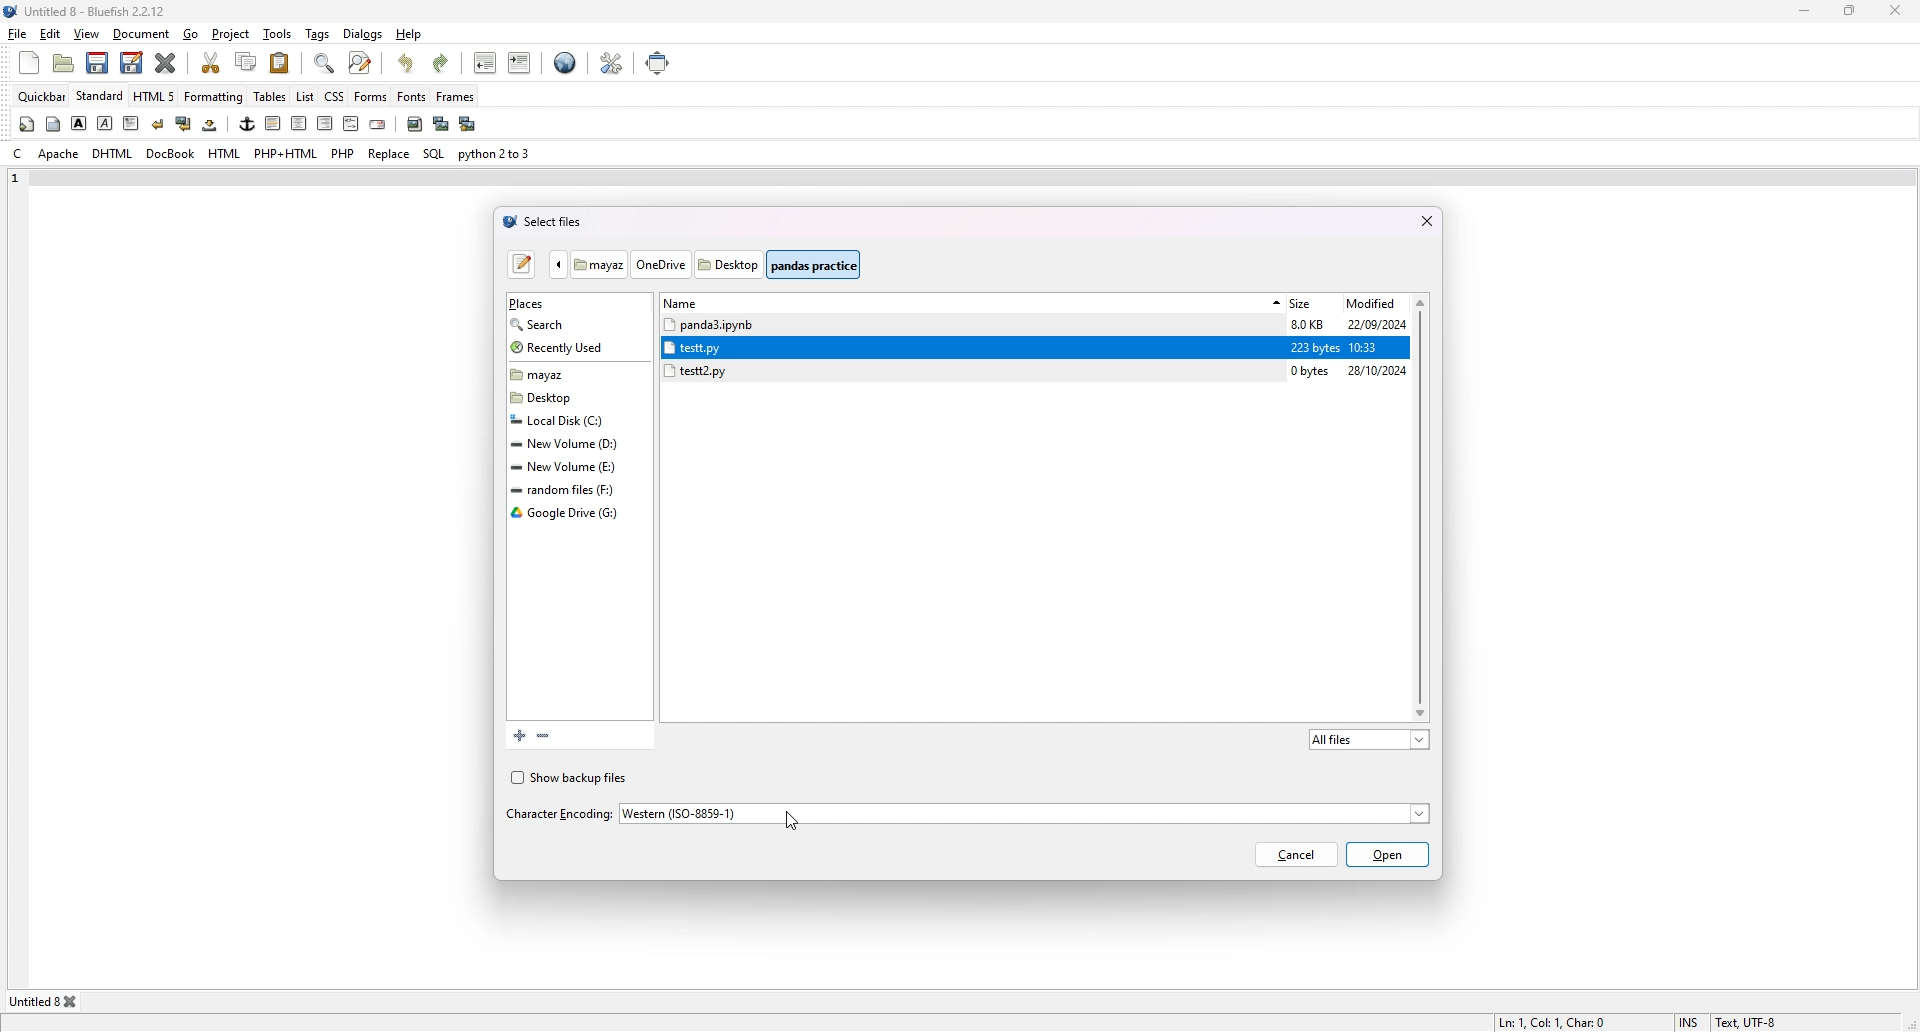 Untitled 8 - Bluefish 2.2.12
File Edit View Document Go Project Tools Tags Dialogs Help
Quickbar Standard HTML 5 Formatting Tables List CSS Forms Fonts Frames
C Apache DHTML DocBook HTML PHP+HTML PHP Replace SQL python 2 to 3
1
Select files
mayaz OneDrive Desktop pandas practice
Places Name Size Modified
Search panda3.ipynb 8.0 KB 22/09/2024
Recently Used testt.py 223 bytes 10:33
mayaz testt2.py 0 bytes 28/10/2024
Desktop
Local Disk (C:)
New Volume (D:)
New Volume (E:)
random files (F:)
Google Drive (G:)
All files
Show backup files
Character Encoding: Western (ISO-8859-1)
Cancel Open
Untitled 8
Ln: 1, Col: 1, Char: 0 INS Text, UTF-8